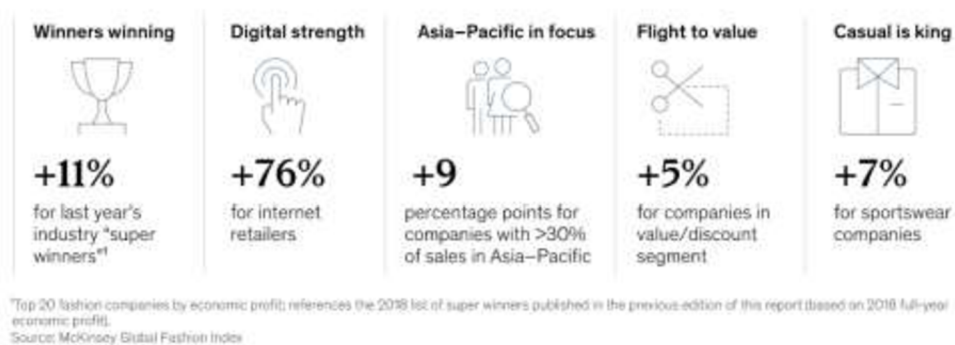 Winners winning
Digital strength
Asia–Pacific in focus
Flight to value
Casual is king
+11%
for last year's
industry "super
winners"¹
+76%
for internet
retailers
+9
percentage points for
companies with >30%
of sales in Asia–Pacific
+5%
for companies in
value/discount
segment
+7%
for sportswear
companies
¹Top 20 fashion companies by economic profit; references the 2018 list of super winners published in the previous edition of this report (based on 2018 full-year
economic profit).
Source: McKinsey Global Fashion Index